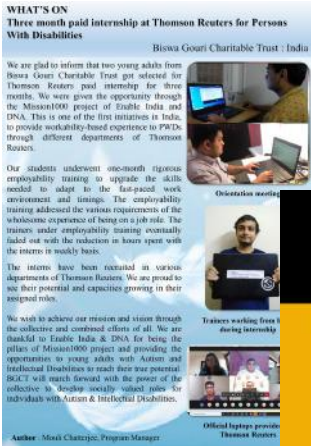 WHAT'S ON
Three month paid internship at Thomson Reuters for Persons
With Disabilities
Biswa Gouri Charitable Trust : India
We are glad to inform that two young adults from
Biswa Gouri Charitable Trust got selected for
Thomson Reuters paid internship for three
months. We were given the opportunity through
the Mission1000 project of Enable India and
DNA. This is one of the first initiatives in India,
to provide workability-based experience to PWDs
through different departments of Thomson
Reuters.
Our students underwent one-month rigorous
employability training to upgrade the skills
needed to adapt to the fast-paced work
environment and timings. The employability
training addressed the various requirements of the
wholesome experience of being on a job role. The
trainers under employability training eventually
faded out with the reduction in hours spent with
the interns in weekly basis.
The interns have been recruited in various
departments of Thomson Reuters. We are proud to
see their potential and capacities growing in their
assigned roles.
We wish to achieve our mission and vision through
the collective and combined efforts of all. We are
thankful to Enable India & DNA for being the
pillars of Mission1000 project and providing the
opportunities to young adults with Autism and
Intellectual Disabilities to reach their true potential.
BGCT will march forward with the power of the
collective to develop socially valued roles for
individuals with Autism & Intellectual Disabilities.
Author : Mouli Chatterjee, Program Manager
Orientation meeting
Trainees working from
during internship
Official laptops provide
Thomson Reuters